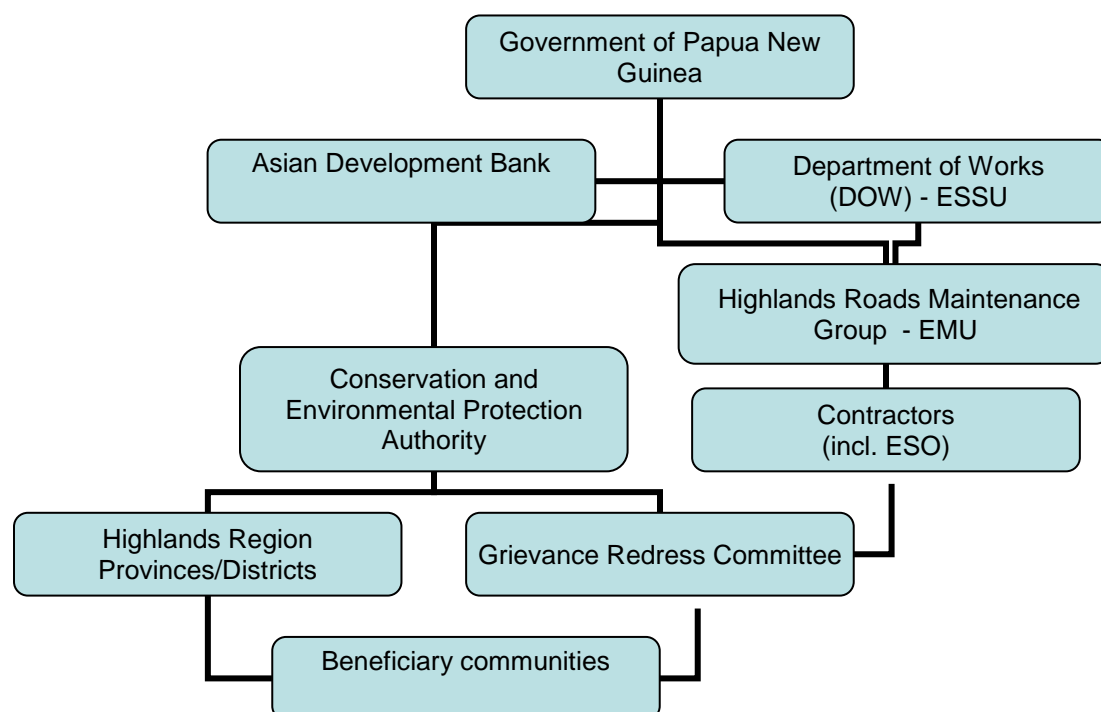 Government of Papua New
Guinea
Asian Development Bank
Department of Works
(DOW) - ESSU
Highlands Roads Maintenance
Group - EMU
Conservation and
Environmental Protection
Authority
Contractors
(incl. ESO)
Highlands Region
Provinces/Districts
Grievance Redress Committee
Beneficiary communities